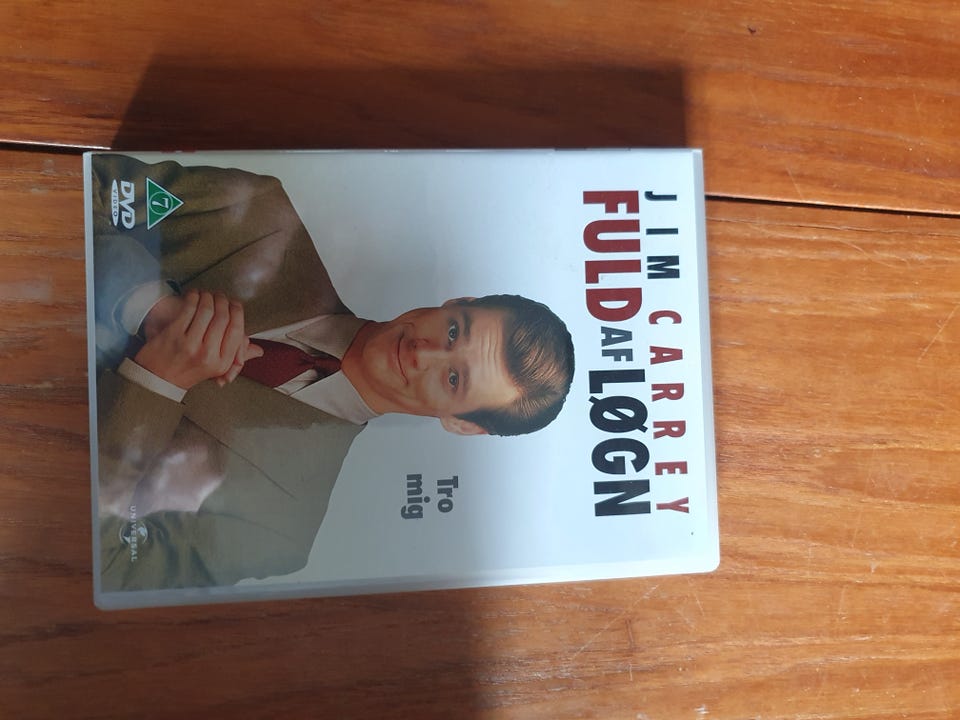 JIM CARREY
FULD AF LØGN
Tro
mig
7
DVD
VIDEO
UNIVERSAL